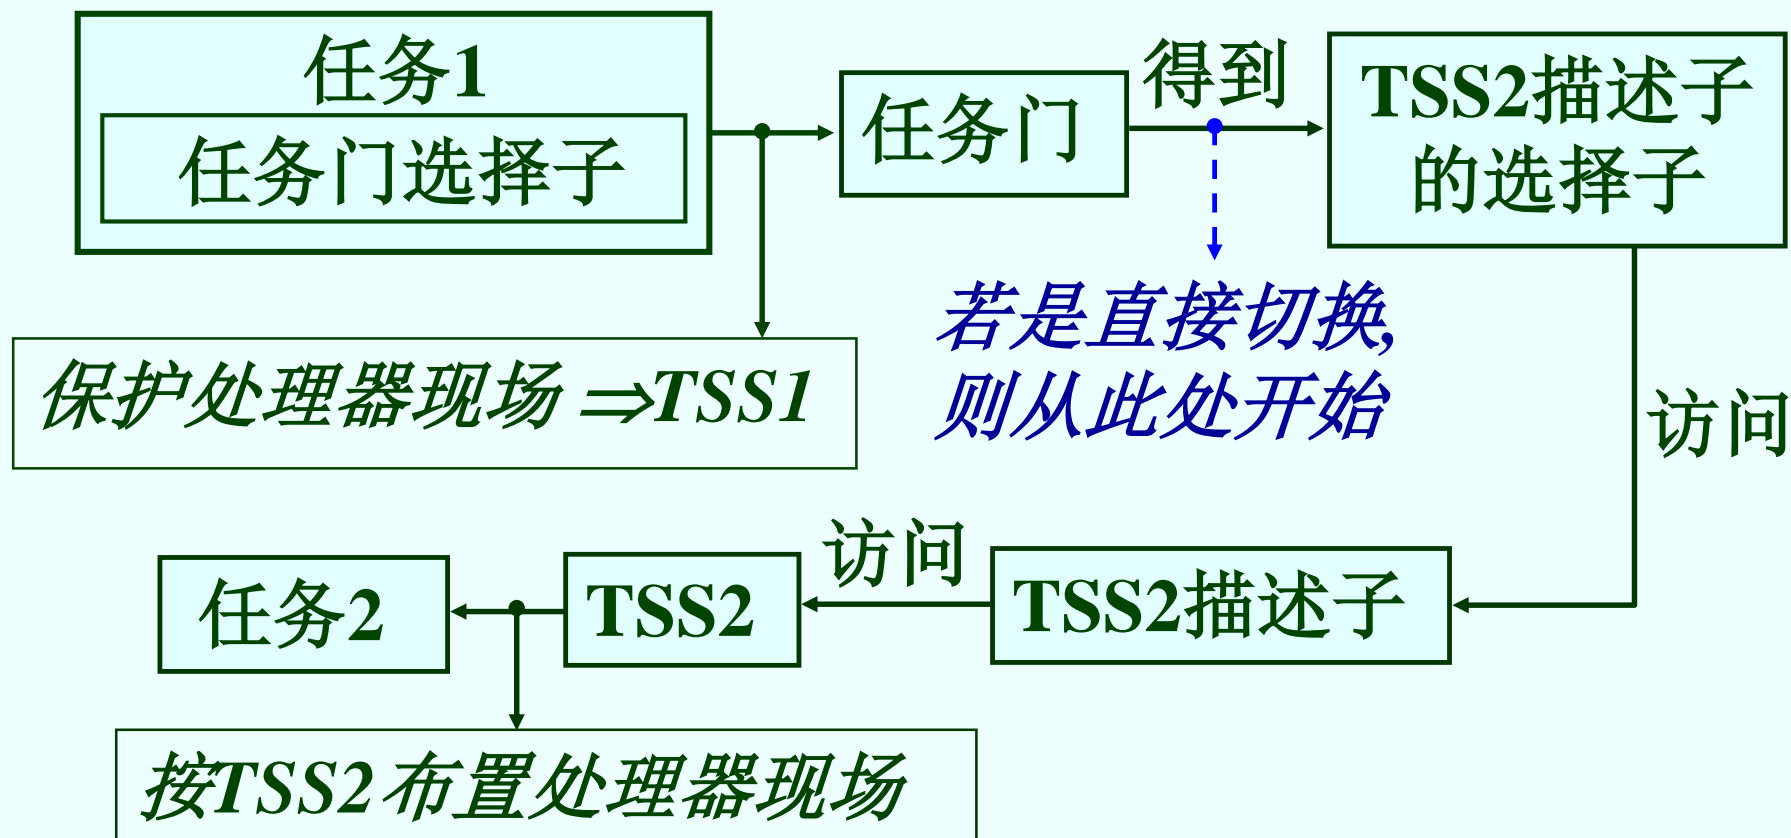 任务1
任务门选择子
任务门
得到
TSS2描述子
的选择子
若是直接切换,
则从此处开始
保护处理器现场 ⇒TSS1
访问
访问
任务2
TSS2
TSS2描述子
按TSS2布置处理器现场